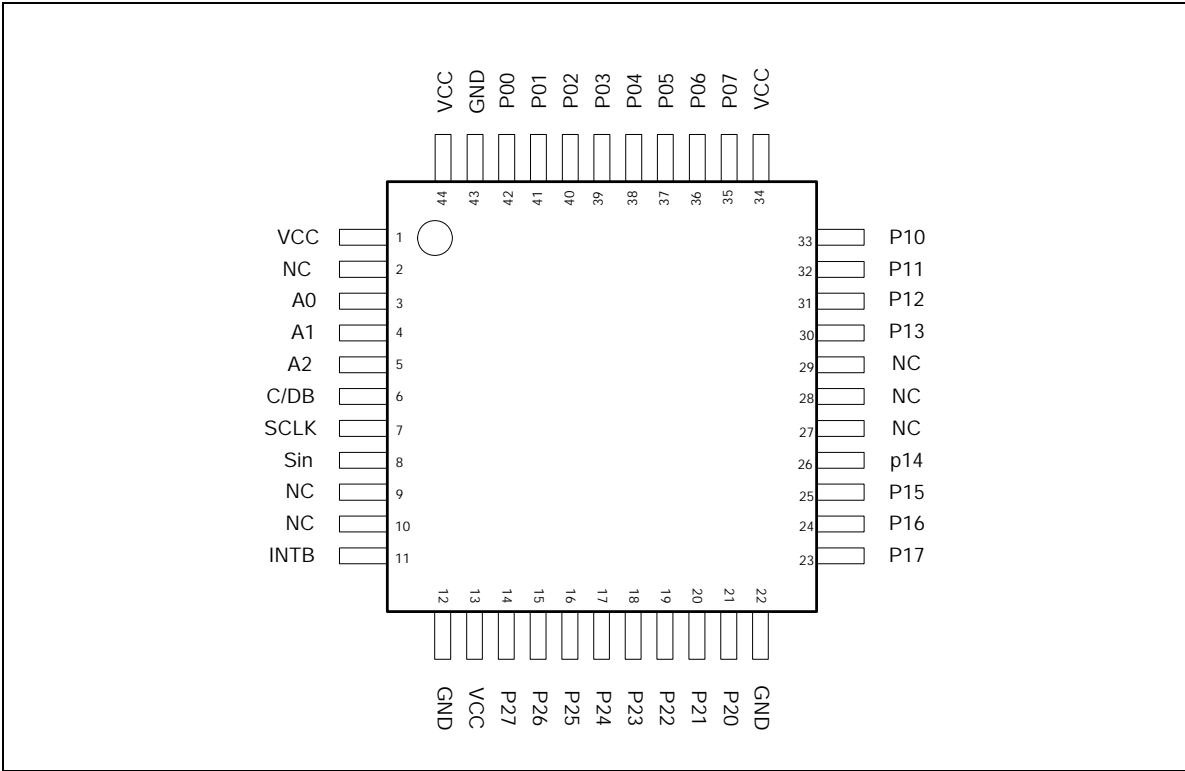 VCC GND P00 P01 P02 P03 P04 P05 P06 P07 VCC
44 43 42 41 40 39 38 37 36 35 34
VCC 1 33 P10
NC 2 32 P11
A0 3 31 P12
A1 4 30 P13
A2 5 29 NC
C/DB 6 28 NC
SCLK 7 27 NC
Sin 8 26 p14
NC 9 25 P15
NC 10 24 P16
INTB 11 23 P17
12 13 14 15 16 17 18 19 20 21 22
GND VCC P27 P26 P25 P24 P23 P22 P21 P20 GND